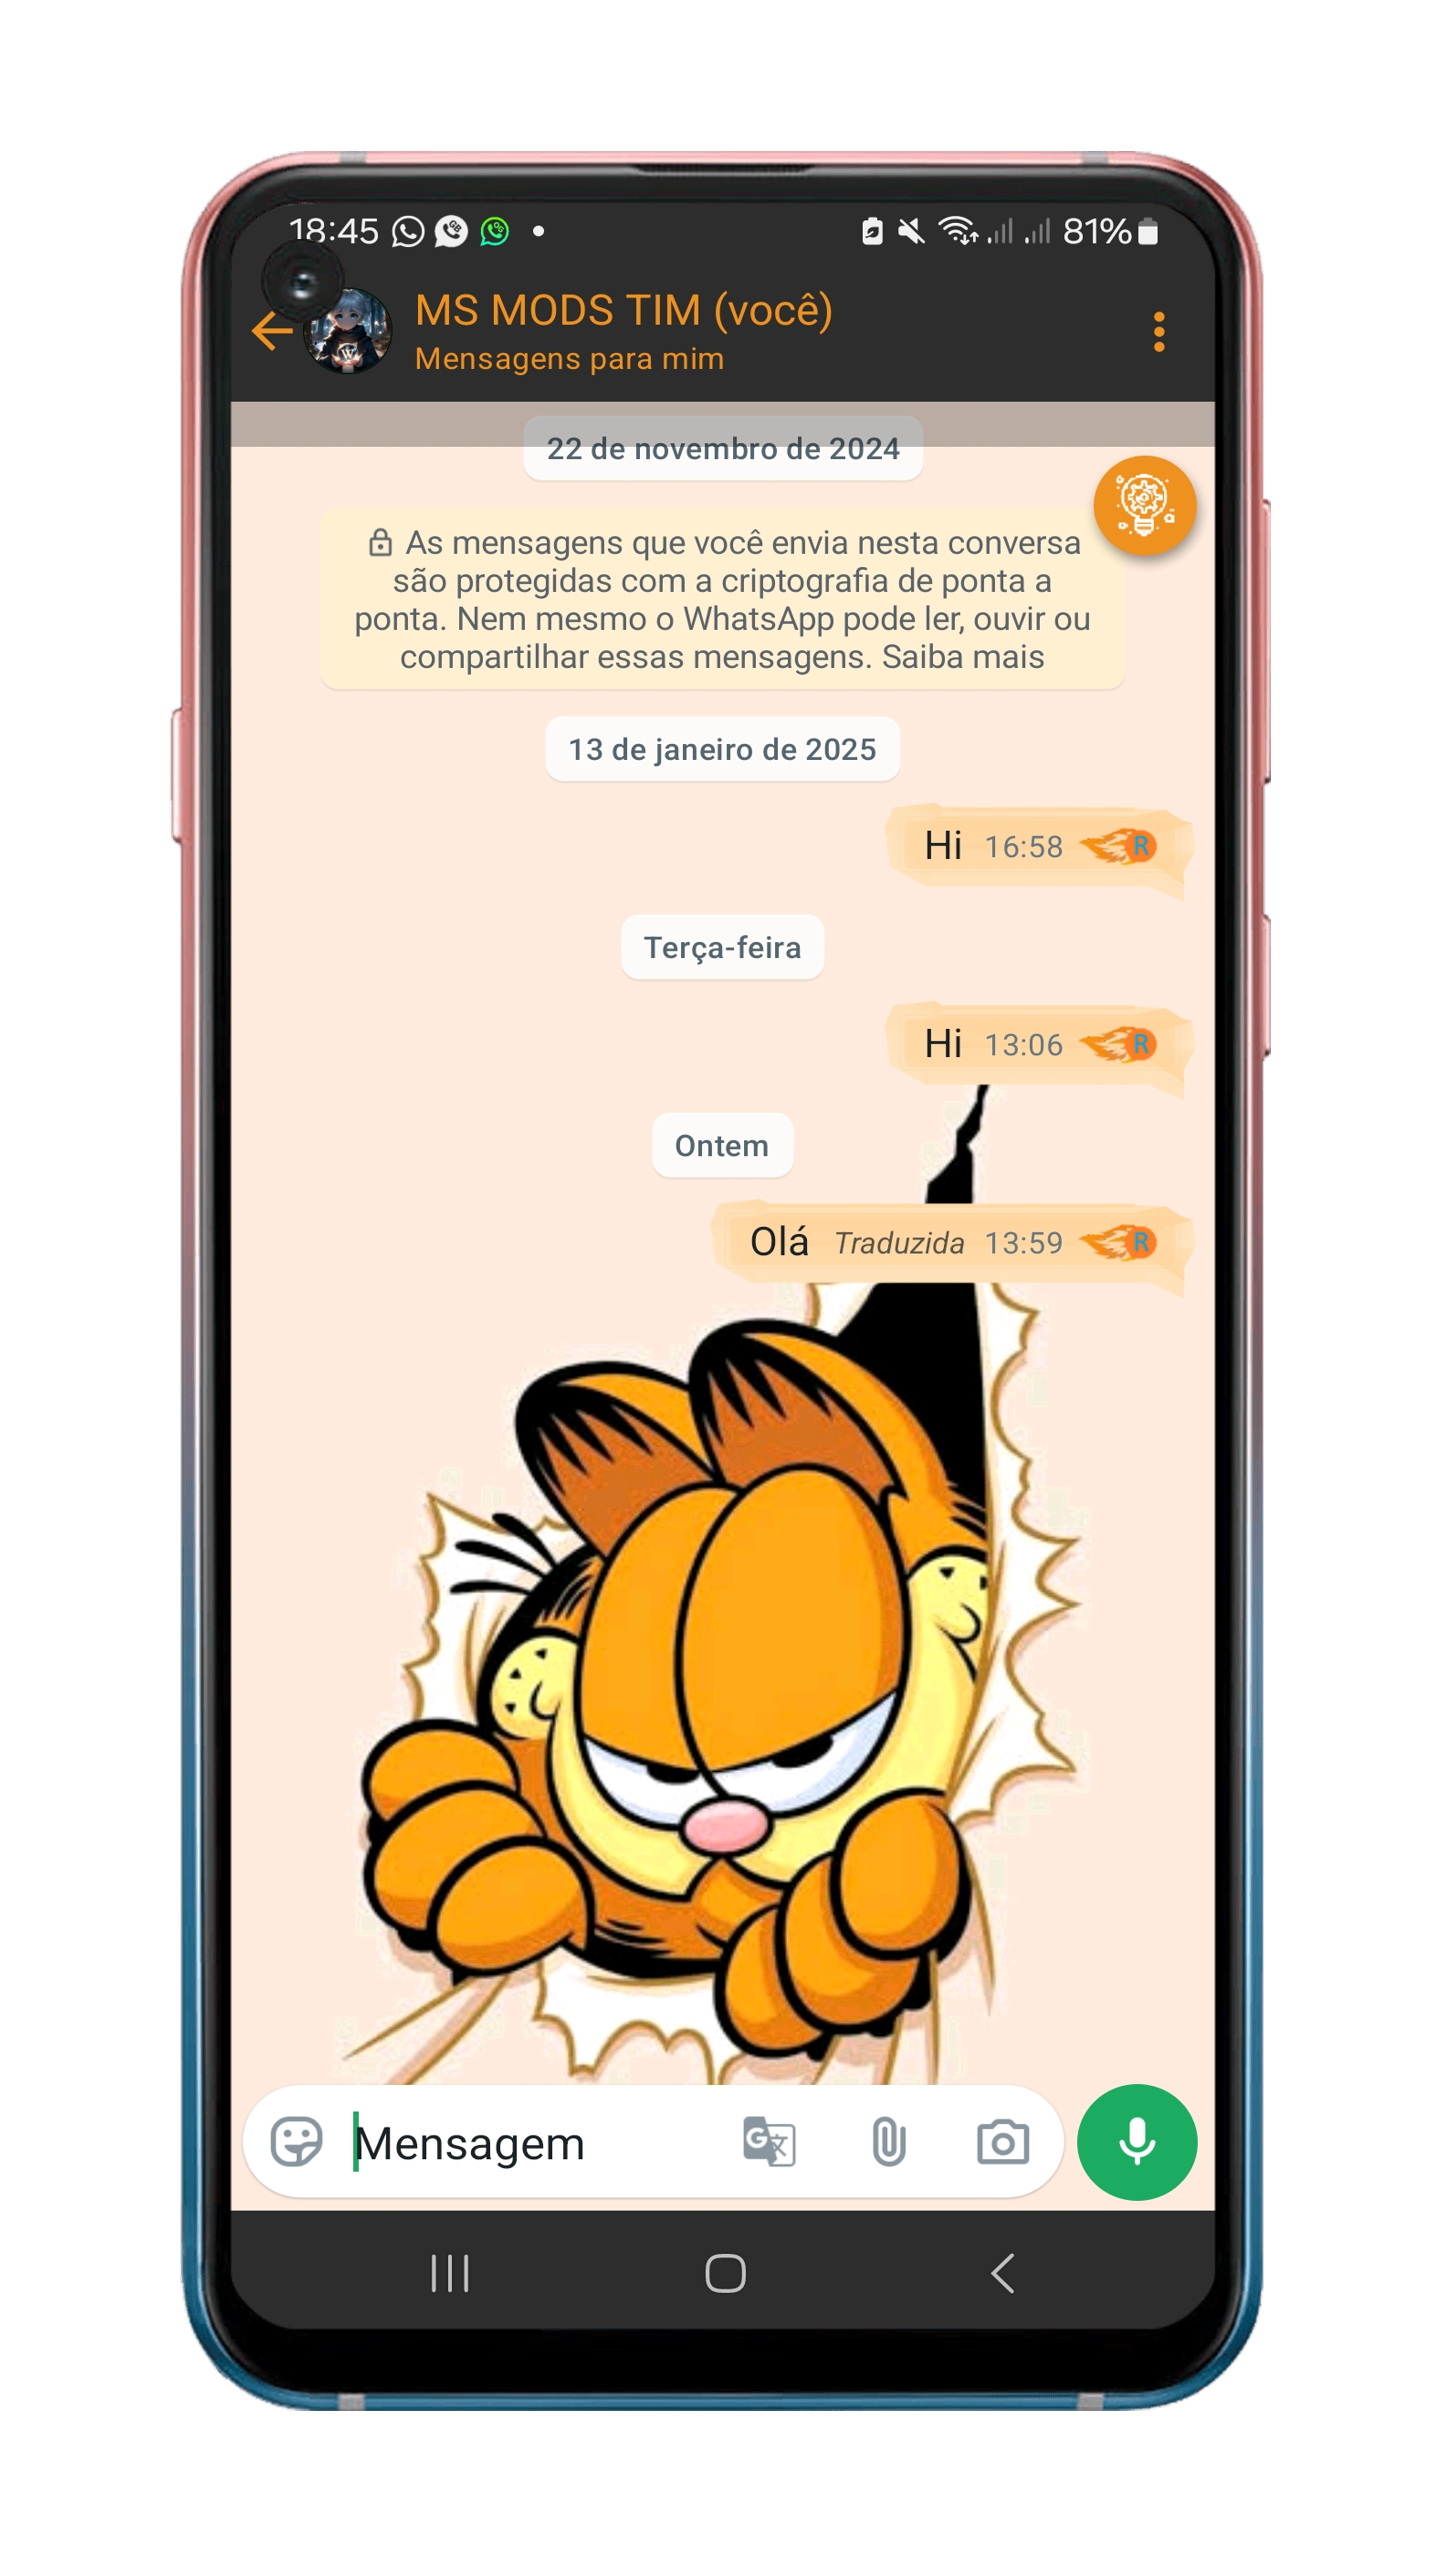 18:45
81%
MS MODS TIM (você)
Mensagens para mim
22 de novembro de 2024
As mensagens que você envia nesta conversa
são protegidas com a criptografia de ponta a
ponta. Nem mesmo o WhatsApp pode ler, ouvir ou
compartilhar essas mensagens. Saiba mais
13 de janeiro de 2025
Hi 16:58 R
Terça-feira
Hi 13:06 R
Ontem
Olá Traduzida 13:59 R
Mensagem